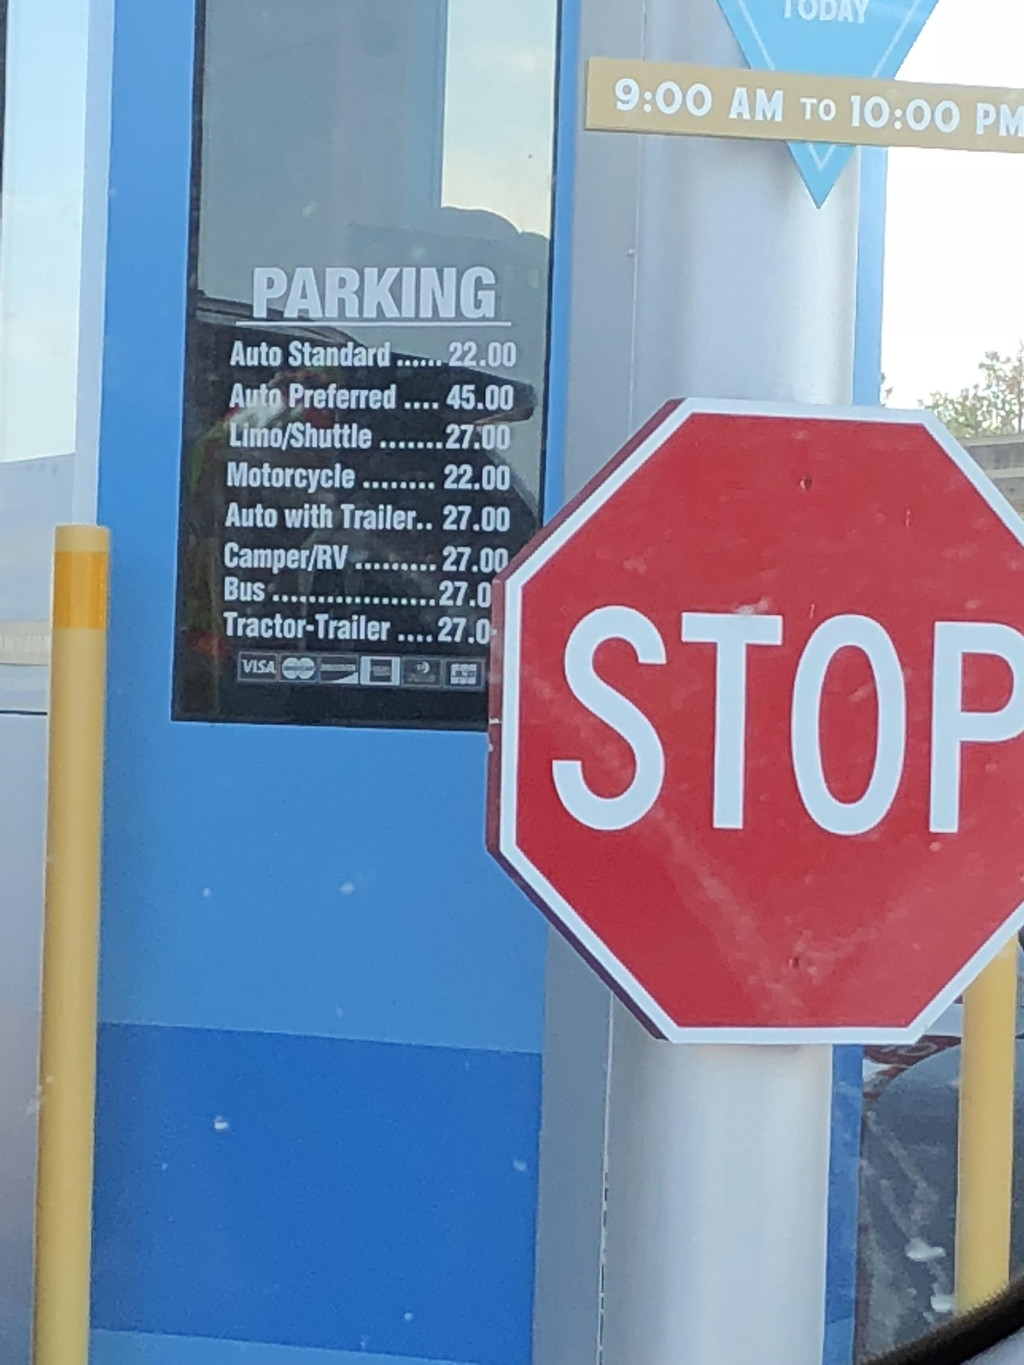 TODAY
9:00 AM TO 10:00 PM
PARKING
Auto Standard ...... 22.00
Auto Preferred .... 45.00
Limo/Shuttle .......27.00
Motorcycle ........ 22.00
Auto with Trailer.. 27.00
Camper/RV ......... 27.00
Bus ...................27.0
Tractor-Trailer ....27.0
VISA
STOP